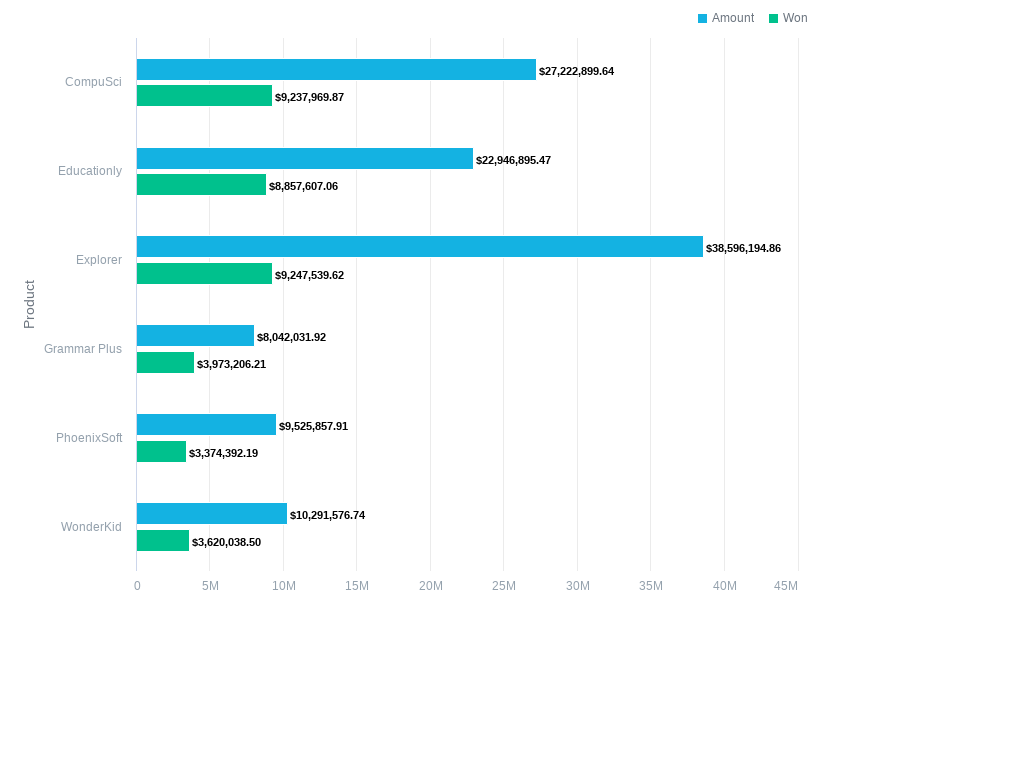 Amount Won
CompuSci
$27,222,899.64
$9,237,969.87
Educationly
$22,946,895.47
$8,857,607.06
Explorer
$38,596,194.86
$9,247,539.62
Product
Grammar Plus
$8,042,031.92
$3,973,206.21
PhoenixSoft
$9,525,857.91
$3,374,392.19
WonderKid
$10,291,576.74
$3,620,038.50
0 5M 10M 15M 20M 25M 30M 35M 40M 45M